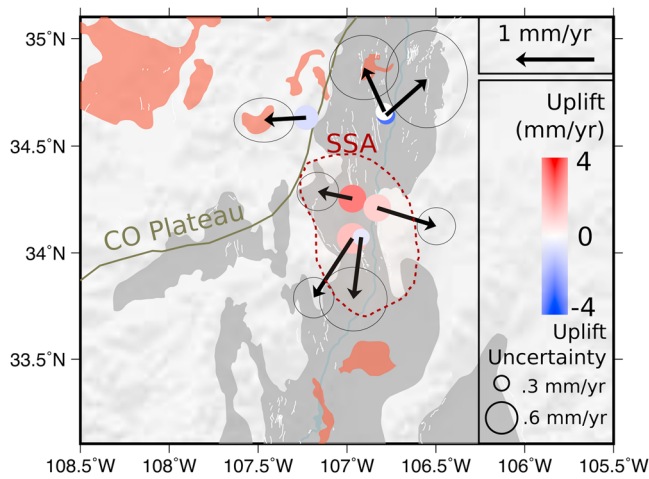 35°N
34.5°N
34°N
33.5°N
1 mm/yr
Uplift
(mm/yr)
4
0
-4
Uplift
Uncertainty
.3 mm/yr
.6 mm/yr
SSA
CO Plateau
108.5°W
108°W
107.5°W
107°W
106.5°W
106°W
105.5°W